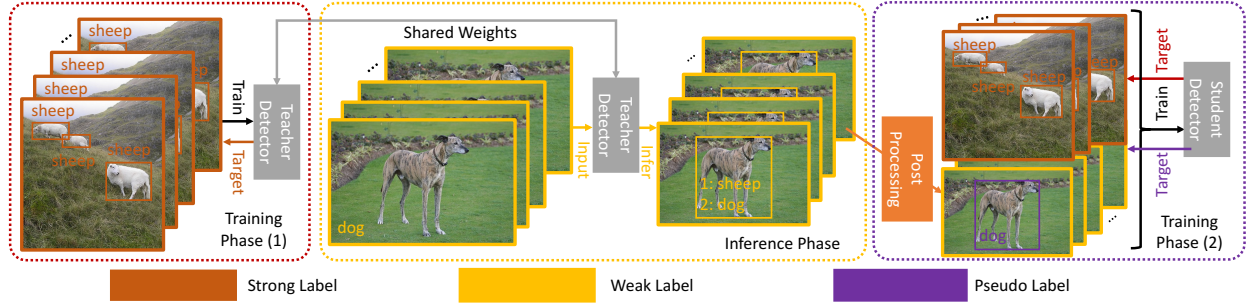 ...
sheep
sheep
sheep
sheep
sheep
sheep
sheep
Train
Target
Teacher
Detector
Training
Phase (1)
Shared Weights
...
dog
Input
Teacher
Detector
Infer
...
1: sheep
2: dog
Inference Phase
Post
Processing
...
sheep
sheep
sheep
dog
...
Target
Train
Target
Student
Detector
Training
Phase (2)
Strong Label
Weak Label
Pseudo Label